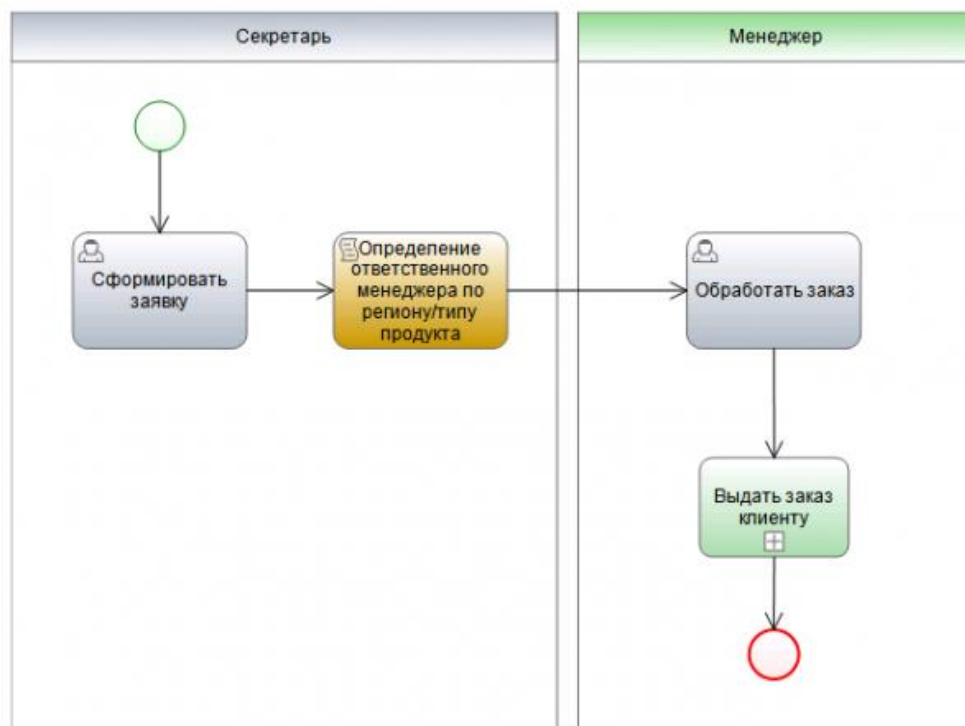 Секретарь
Менеджер
Сформировать
заявку
Определение
ответственного
менеджера по
региону/типу
продукта
Обработать заказ
Выдать заказ
клиенту